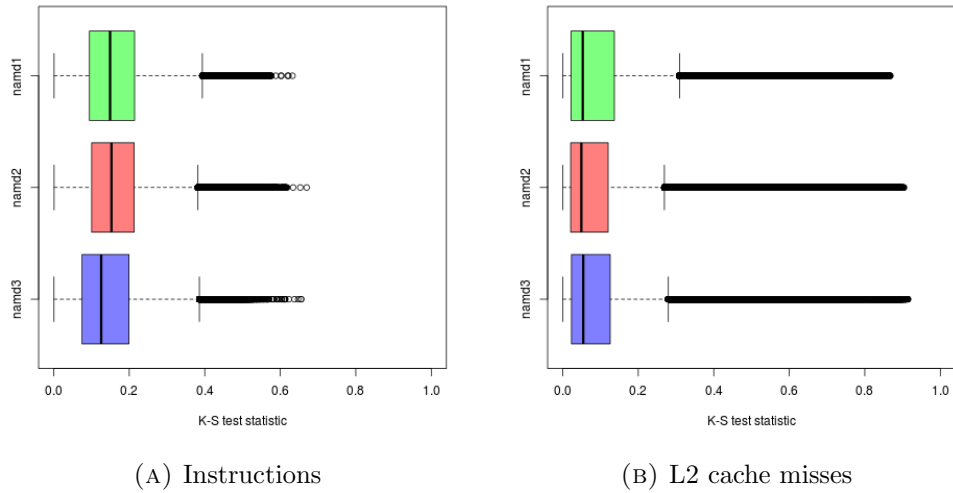 namd1
namd2
namd3
0.0 0.2 0.4 0.6 0.8 1.0
K-S test statistic
(A) Instructions
namd1
namd2
namd3
0.0 0.2 0.4 0.6 0.8 1.0
K-S test statistic
(B) L2 cache misses